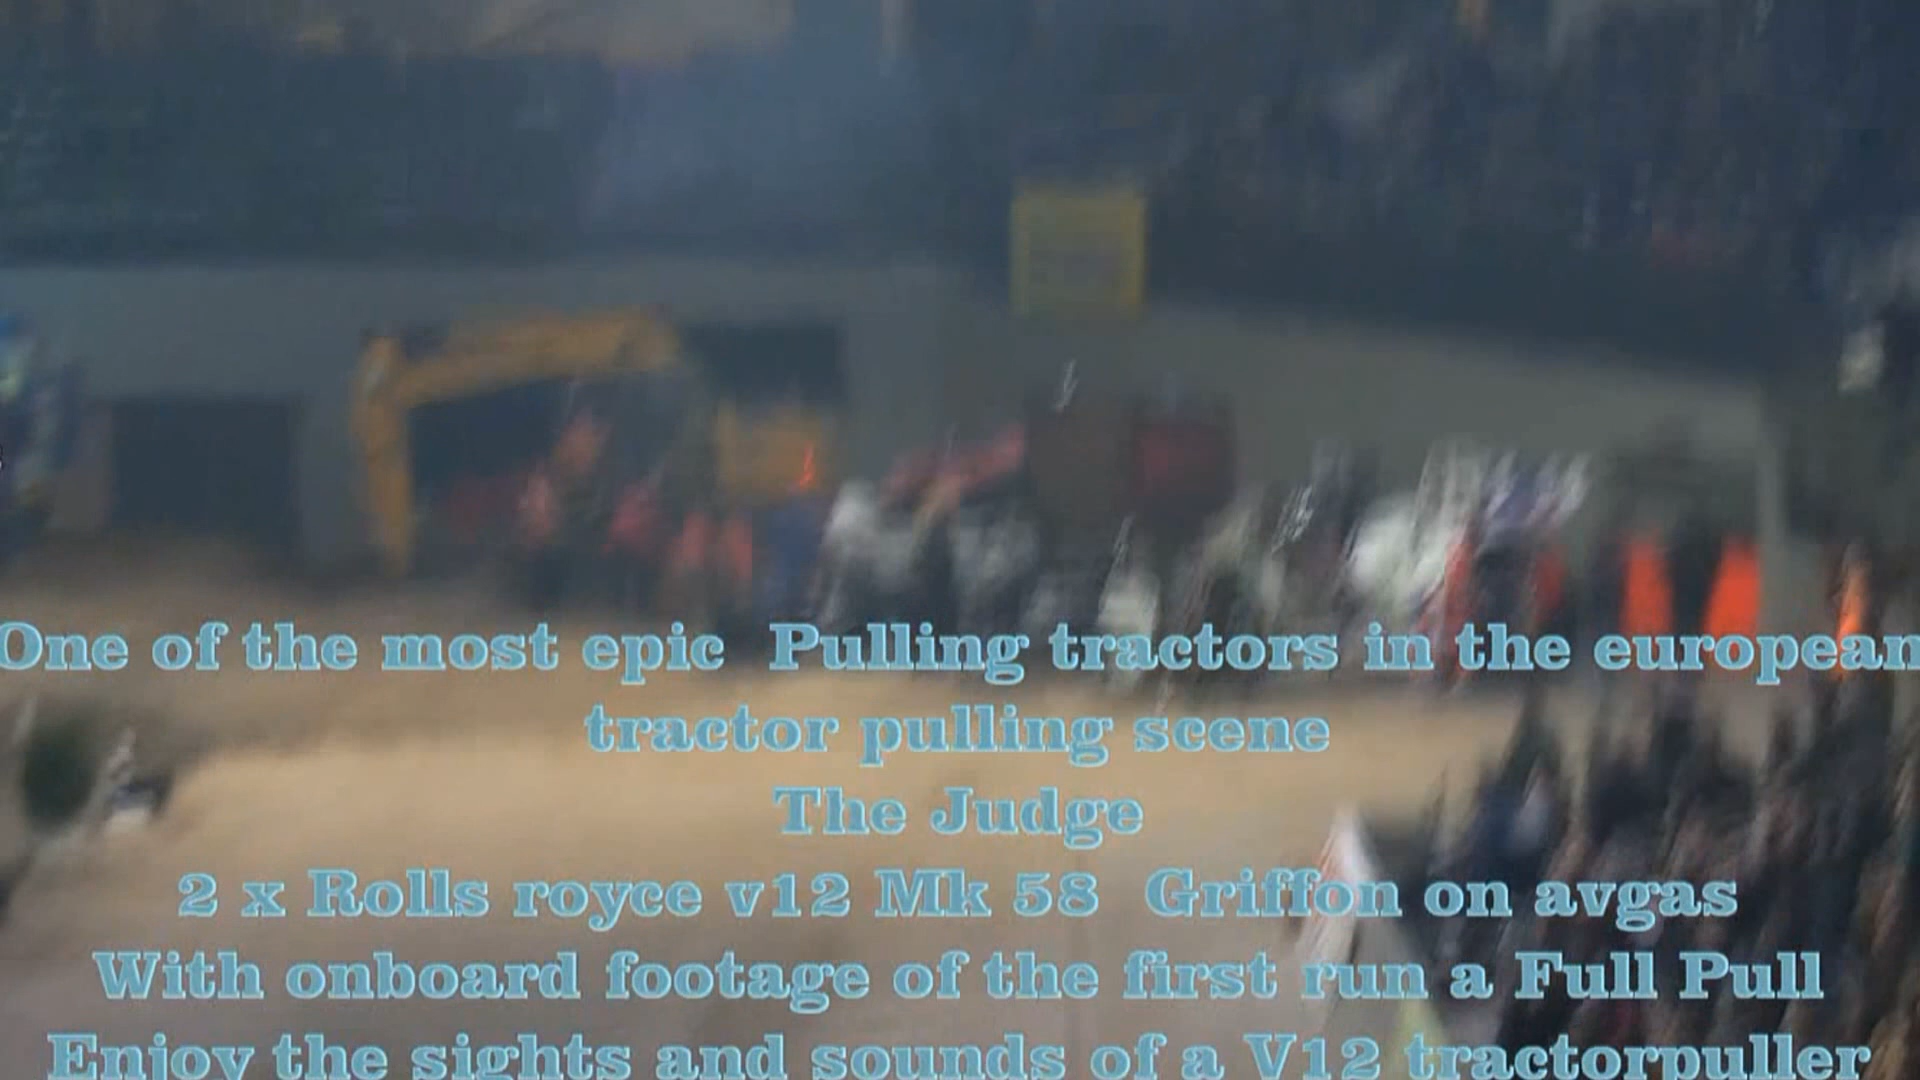 One of the most epic  Pulling tractors in the european
tractor pulling scene
The Judge
2 x Rolls royce v12 Mk 58  Griffon on avgas
With onboard footage of the first run a Full Pull
Enjoy the sights and sounds of a V12 tractorpuller